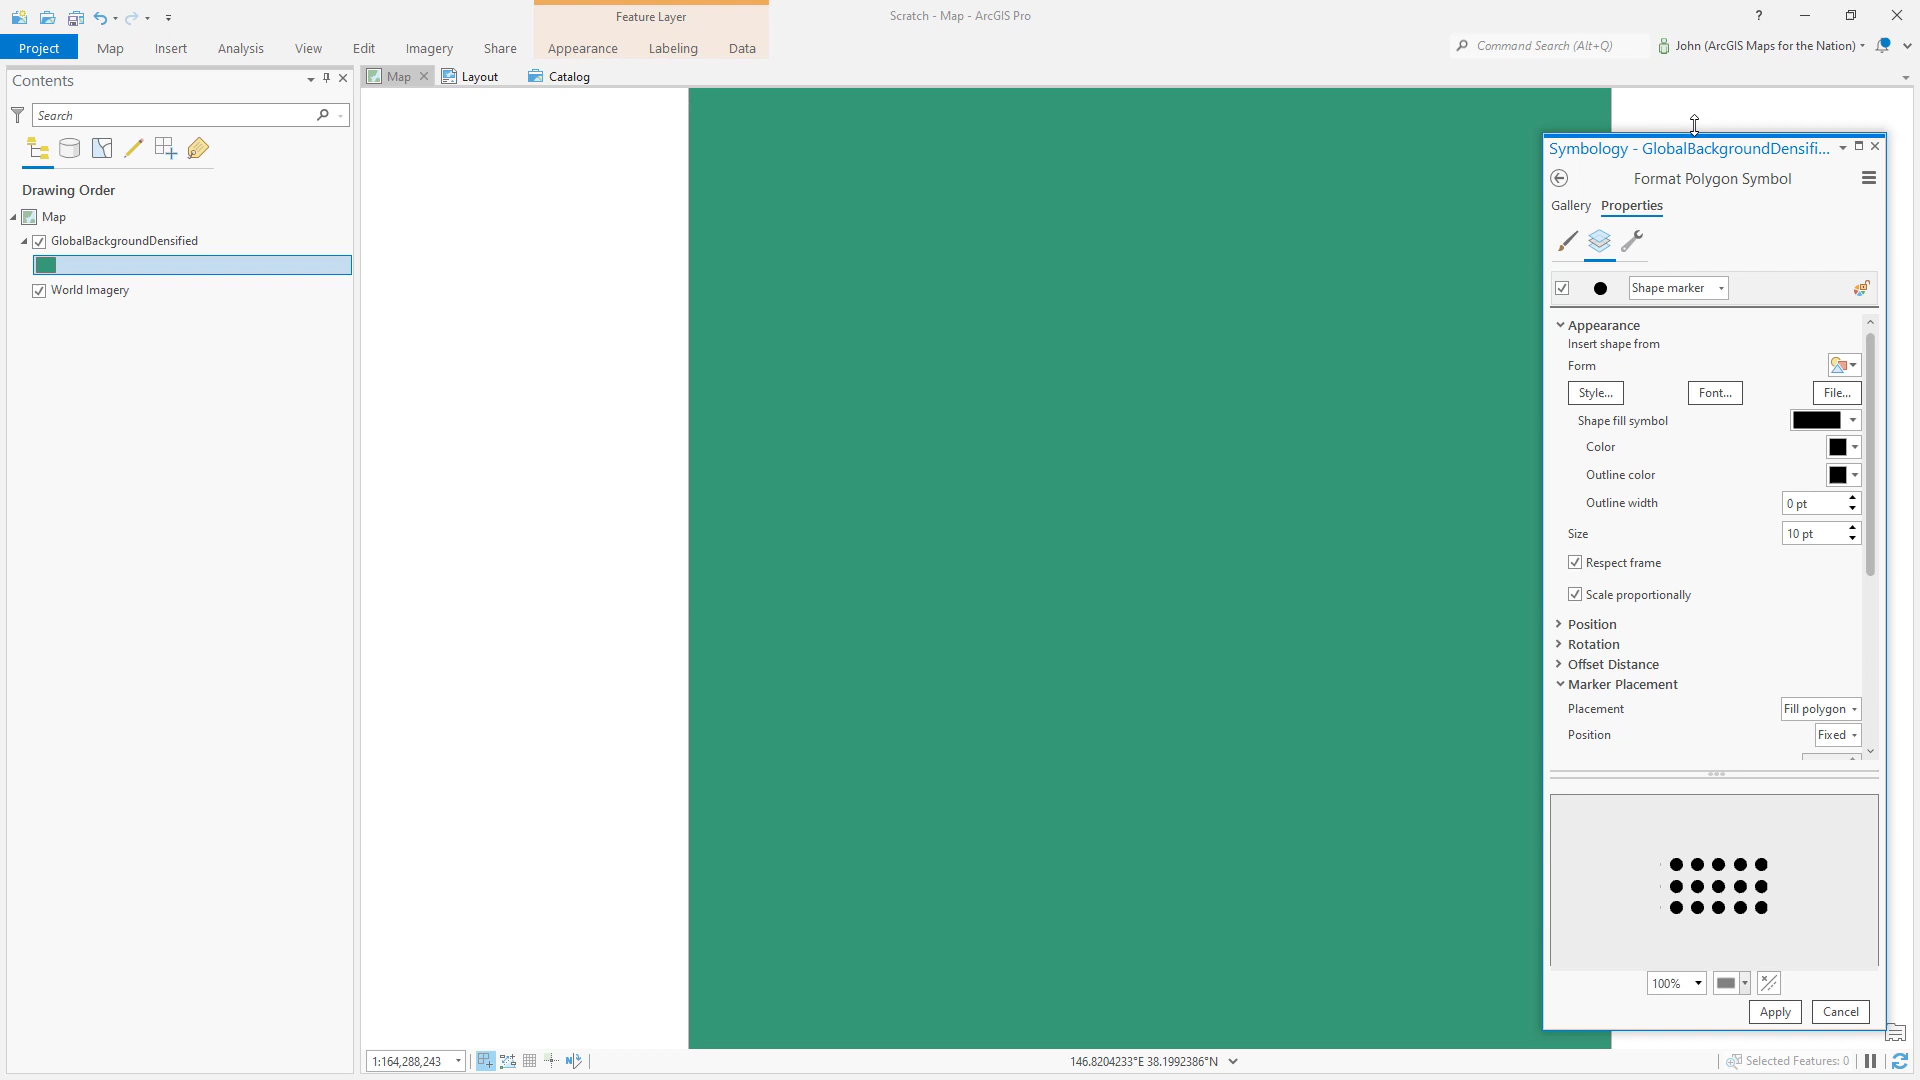 Feature Layer
Scratch - Map - ArcGIS Pro
?
Project
Map
Insert
Analysis
View
Edit
Imagery
Share
Appearance
Labeling
Data
Command Search (Alt+Q)
John (ArcGIS Maps for the Nation)
Contents
Map
Layout
Catalog
Search
Drawing Order
Map
GlobalBackgroundDensified
World Imagery
Symbology - GlobalBackgroundDensifi...
Format Polygon Symbol
Gallery
Properties
Shape marker
Appearance
Insert shape from
Form
Style...
Font...
File...
Shape fill symbol
Color
Outline color
Outline width
0 pt
Size
10 pt
Respect frame
Scale proportionally
Position
Rotation
Offset Distance
Marker Placement
Placement
Fill polygon
Position
Fixed
100%
Apply
Cancel
1:164,288,243
146.8204233°E 38.1992386°N
Selected Features: 0